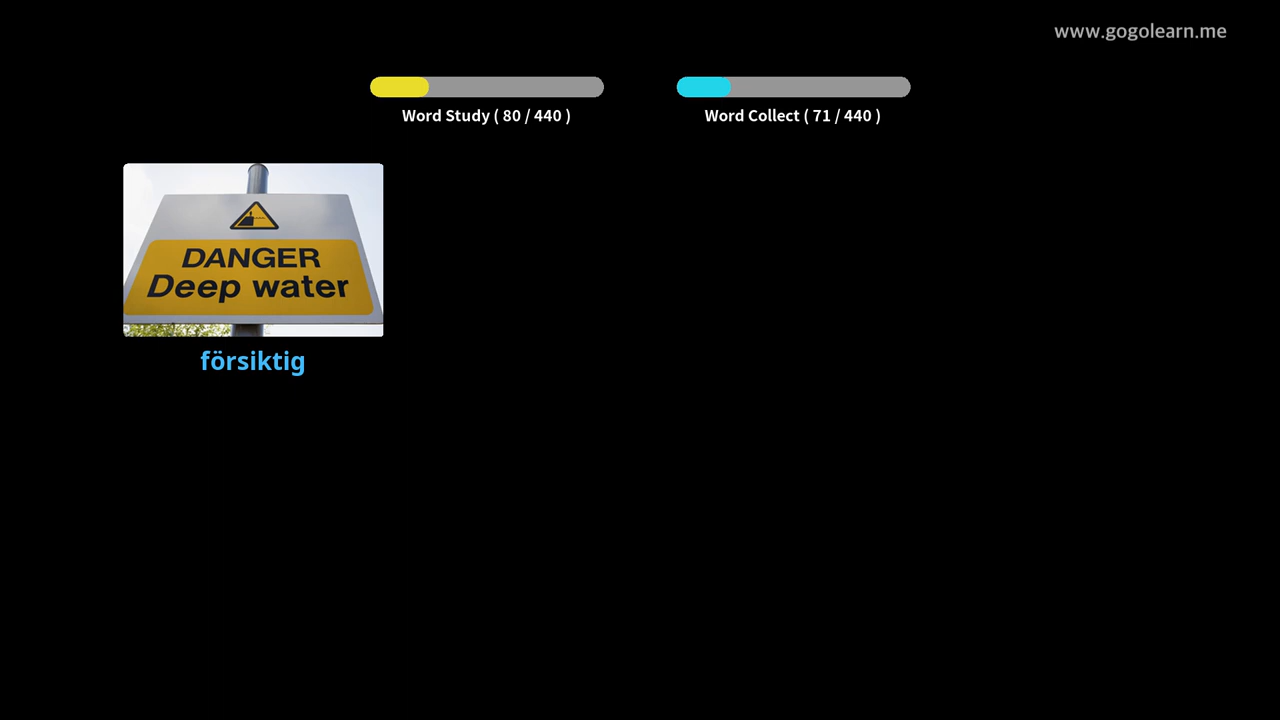 www.gogolearn.me
Word Study ( 80 / 440 )
Word Collect ( 71 / 440 )
DANGER
Deep water
försiktig